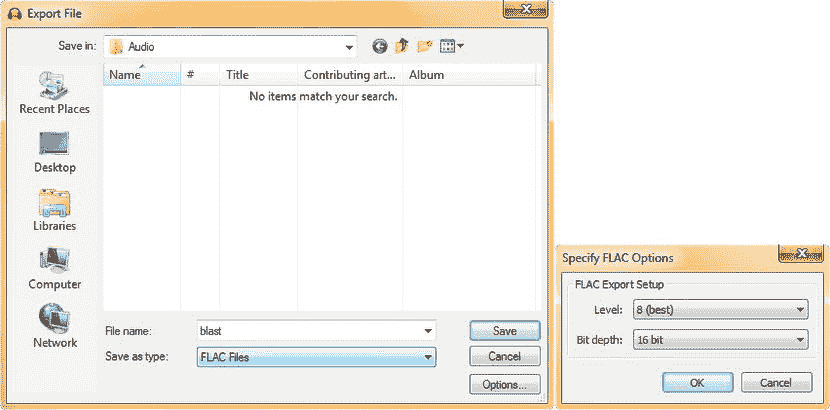 Export File
Save in:
Audio
Name
#
Title
Contributing art...
Album
No items match your search.
Recent Places
Desktop
Libraries
Computer
Network
File name:
blast
Save
Save as type:
FLAC Files
Cancel
Options...
Specify FLAC Options
FLAC Export Setup
Level:
8 (best)
Bit depth:
16 bit
OK
Cancel